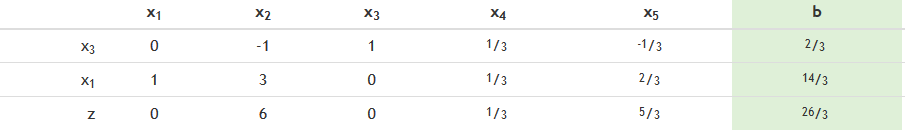 x₁ x₂ x₃ x₄ x₅ b
x₃ 0 -1 1 1/3 -1/3 2/3
x₁ 1 3 0 1/3 2/3 14/3
z 0 6 0 1/3 5/3 26/3